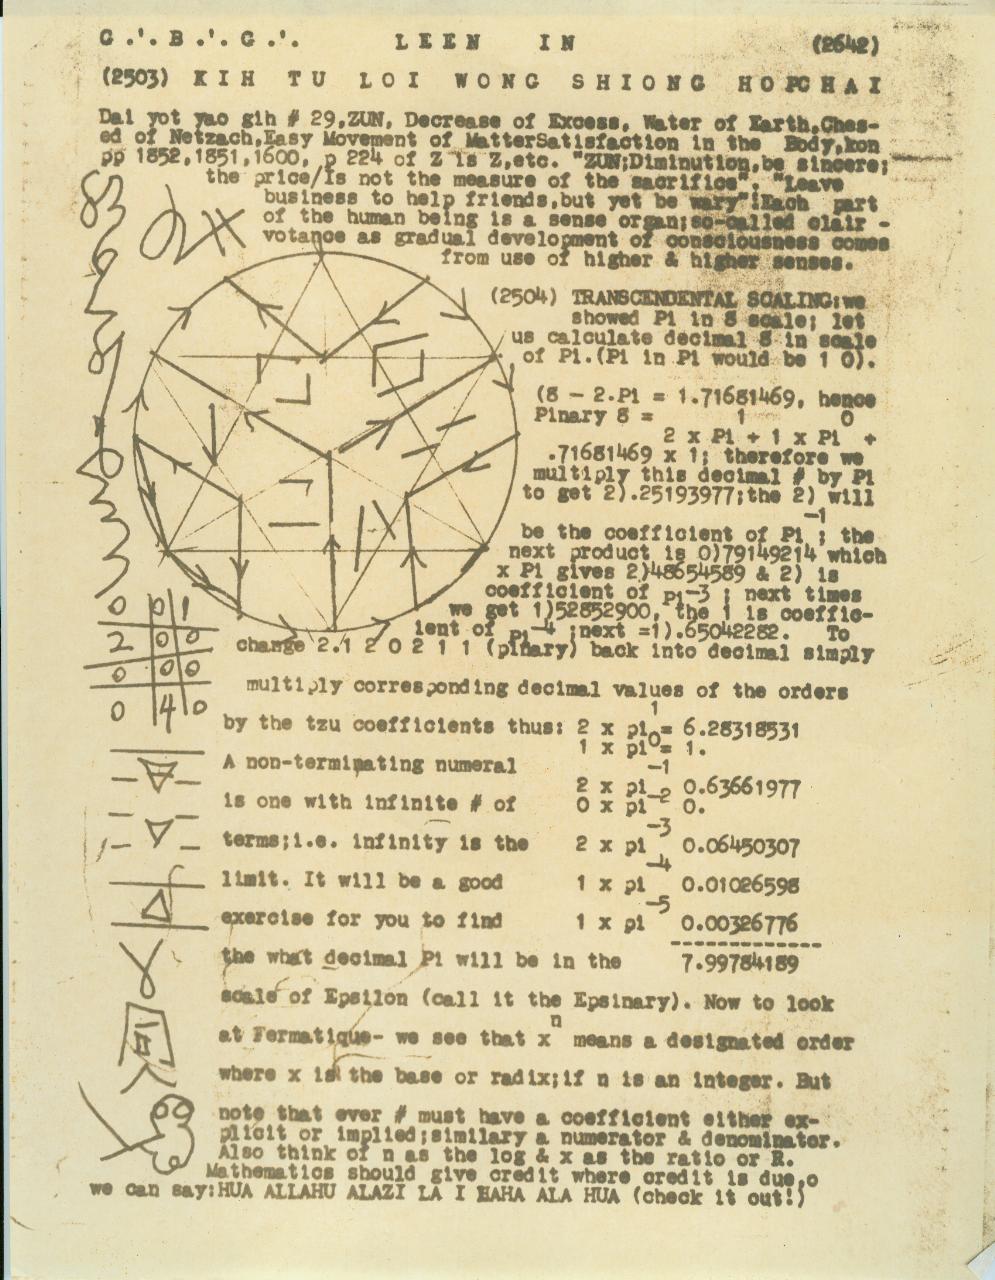 G.'. B.'. G.'. LEEN IN (2642)
(2503) KIH TU LOI WONG SHIONG HOPCHAI
Dai yot yao gih # 29,ZUN, Decrease of Excess, Water of Earth,Ches-
ed of Netzach,Easy Movement of MatterSatisfaction in the Body,kon
pp 1852,1851,1600, p 224 of Z is Z,etc. "ZUN;Diminution,be sincere;
the price/Is not the measure of the sacrifice". "Leave
business to help friends,but yet be wary"!Each part
of the human being is a sense organ;so-called clair -
votance as gradual development of consciousness comes
from use of higher & higher senses.
(2504) TRANSCENDENTAL SCALING:we
showed Pi in 8 scale; let
us calculate decimal 8 in scale
of Pi.(Pi in Pi would be 1 0).
(8 - 2.Pi = 1.71681469, hence
Pinary 8 = 1 0
2 x Pi + 1 x Pi +
.71681469 x 1; therefore we
multiply this decimal # by Pi
to get 2).25193977;the 2) will
-1
be the coefficient of Pi ; the
next product is 0)79149214 which
x Pi gives 2)48654589 & 2) is
coefficient of pi-3 ; next times
we get 1)52852900, the 1 is coeffic-
ient of pi-4 ;next =1).65042282. To
change 2.1 2 0 2 1 1 (pinary) back into decimal simply
0 0 1
2 0 0
0 0 0
0 4 0
multiply corresponding decimal values of the orders
1
by the tzu coefficients thus: 2 x pi = 6.28318531
1 x pi0= 1.
A non-terminating numeral -1
2 x pi 0.63661977
is one with infinite # of 0 x pi-2 0.
-3
terms;i.e. infinity is the 2 x pi 0.06450307
-4
limit. It will be a good 1 x pi 0.01026598
-5
exercise for you to find 1 x pi 0.00326776
------------
the what decimal Pi will be in the 7.99784189
scale of Epsilon (call it the Epsinary). Now to look
n
at Fermatique- we see that x means a designated order
where x is the base or radix;if n is an integer. But
note that ever # must have a coefficient either ex-
plicit or implied;similary a numerator & denominator.
Also think of n as the log & x as the ratio or R.
Mathematics should give credit where credit is due,o
we can say:HUA ALLAHU ALAZI LA I HAHA ALA HUA (check it out!)